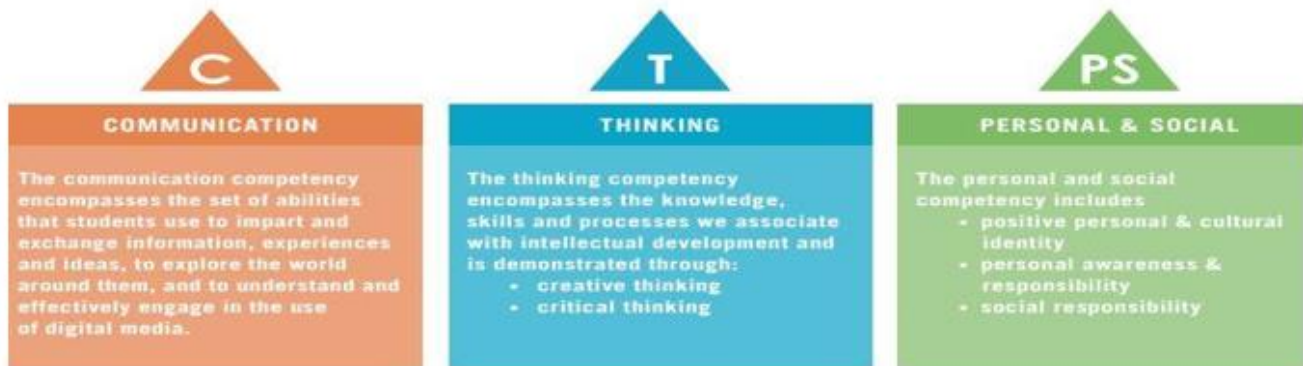 C
COMMUNICATION
The communication competency
encompasses the set of abilities
that students use to impart and
exchange information, experiences
and ideas, to explore the world
around them, and to understand and
effectively engage in the use
of digital media.
T
THINKING
The thinking competency
encompasses the knowledge,
skills and processes we associate
with intellectual development and
is demonstrated through:
• creative thinking
• critical thinking
PS
PERSONAL & SOCIAL
The personal and social
competency includes
• positive personal & cultural
identity
• personal awareness &
responsibility
• social responsibility